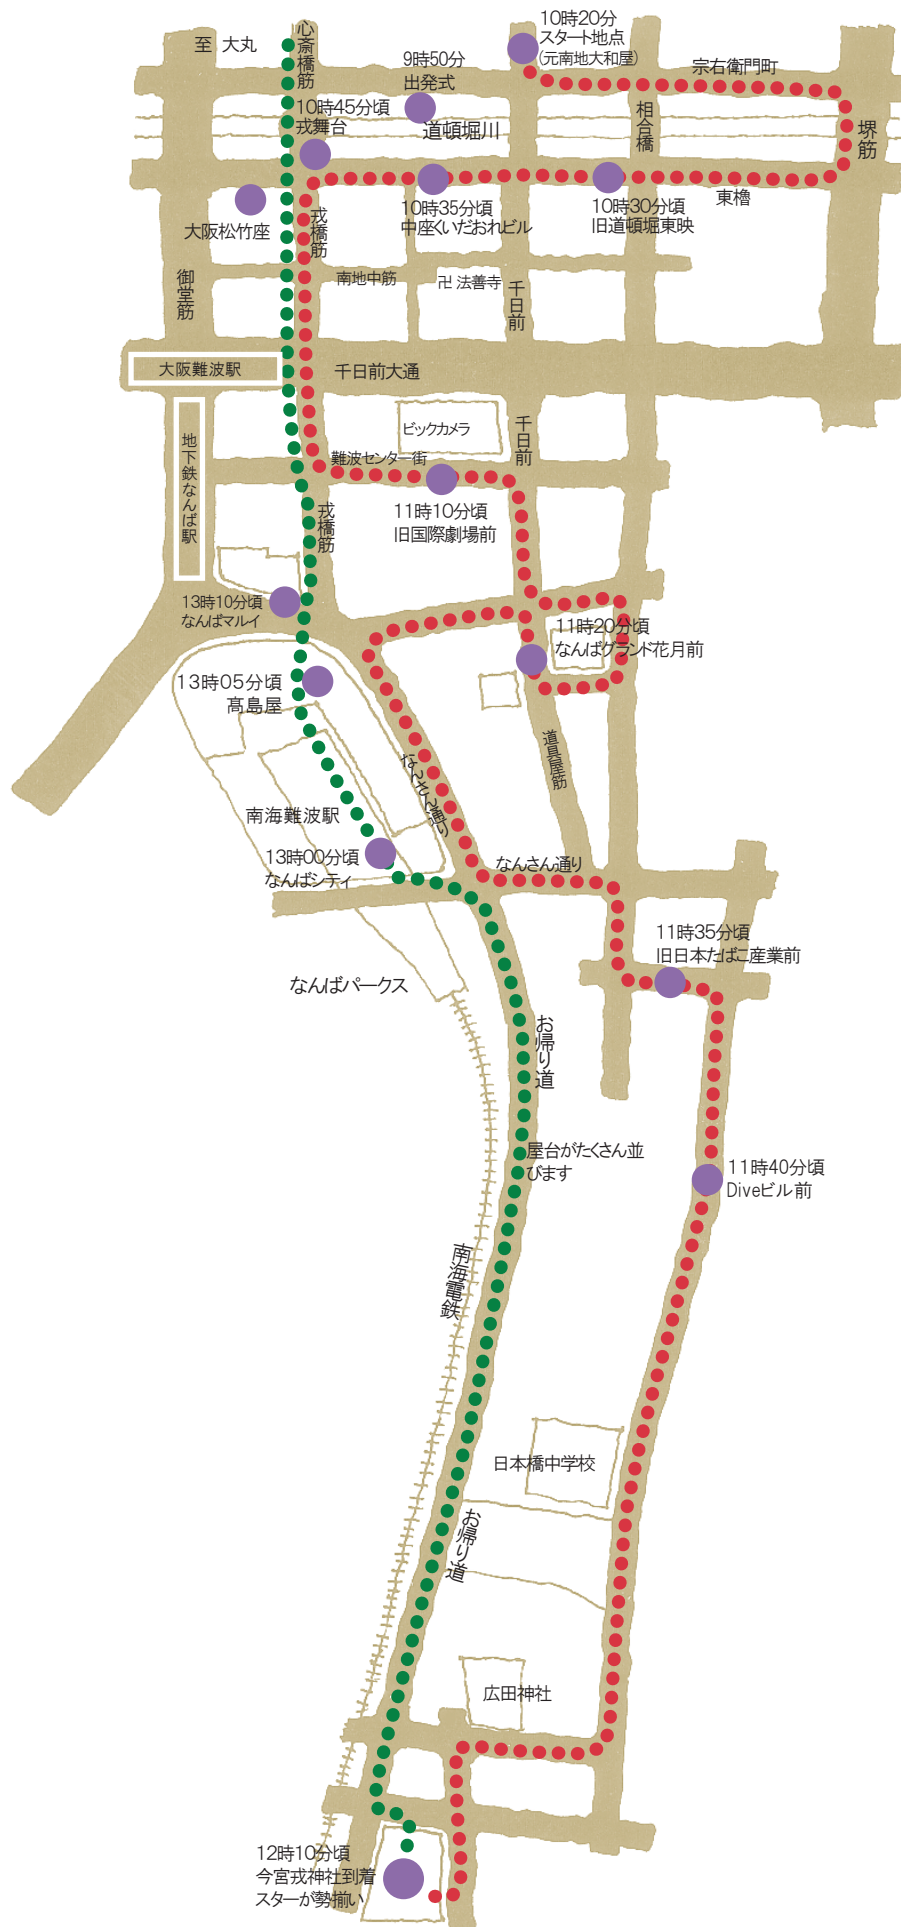 至 大丸
心斎橋筋
9時50分
出発式
10時20分
スタート地点
(元南地大和屋)
宗右衛門町
10時45分頃
戎舞台
道頓堀川
相合橋
堺筋
大阪松竹座
戎橋筋
10時35分頃
中座くいだおれビル
10時30分頃
旧道頓堀東映
東櫓
御堂筋
南地中筋
卍 法善寺
千日前
大阪難波駅
千日前大通
地下鉄なんば駅
ビックカメラ
千日前
難波センター街
戎橋筋
11時10分頃
旧国際劇場前
13時10分頃
なんばマルイ
11時20分頃
なんばグランド花月前
13時05分頃
髙島屋
道具屋筋
なんさん通り
南海難波駅
13時00分頃
なんばシティ
なんさん通り
11時35分頃
旧日本たばこ産業前
なんばパークス
お帰り道
屋台がたくさん並
びます
11時40分頃
Diveビル前
南海電鉄
日本橋中学校
お帰り道
広田神社
12時10分頃
今宮戎神社到着
スターが勢揃い